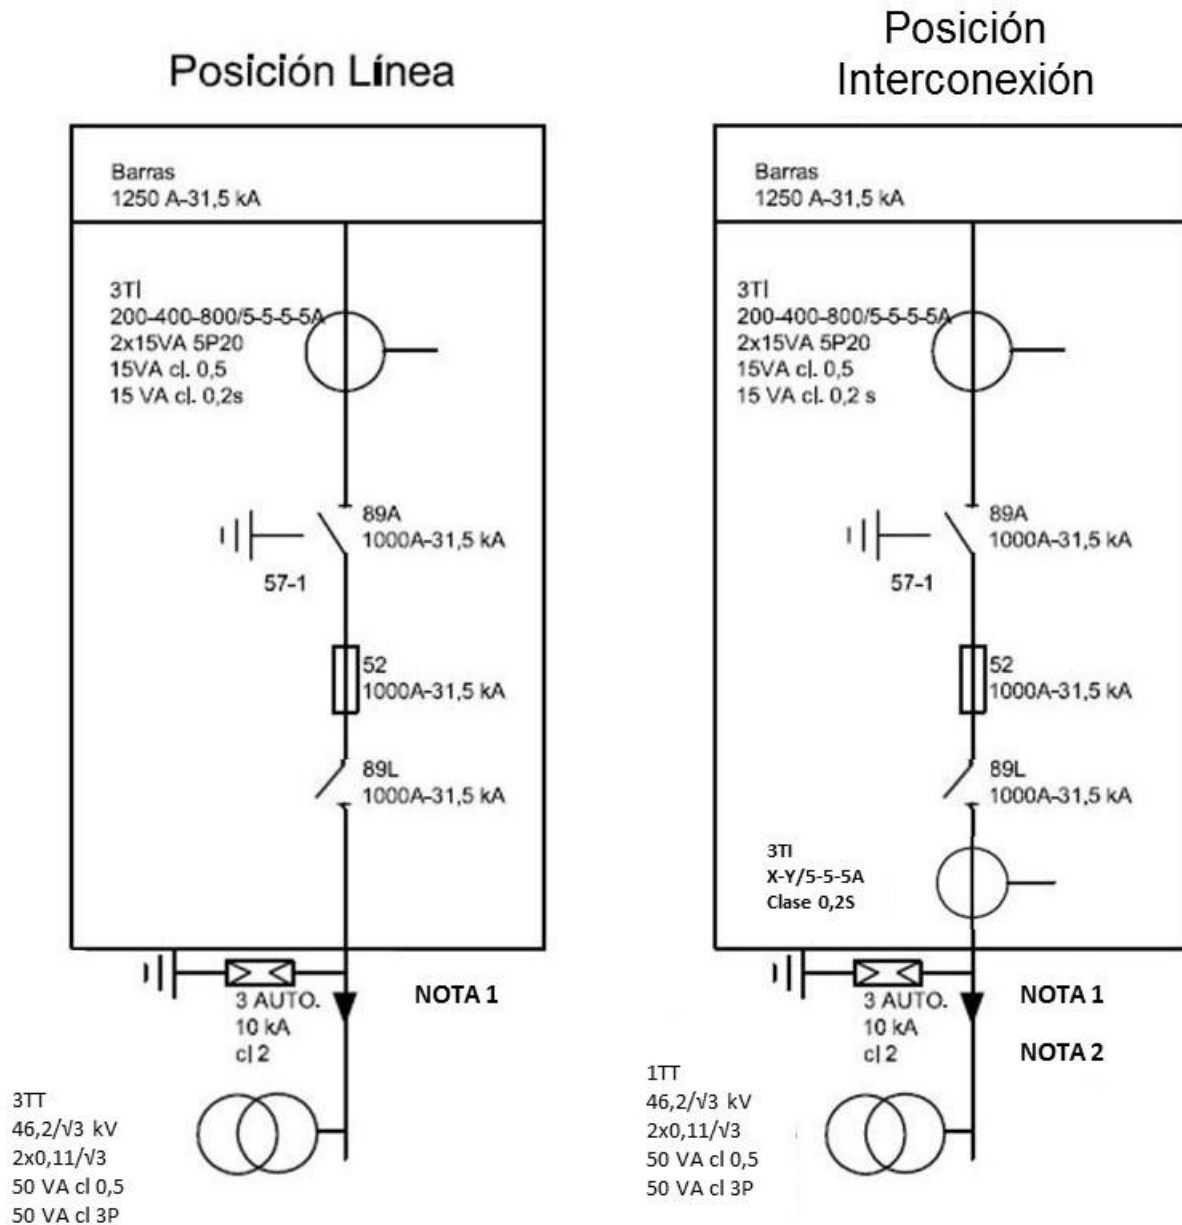 Posición Línea
Barras
1250 A-31,5 kA
3TI
200-400-800/5-5-5-5A
2x15VA 5P20
15VA cl. 0,5
15 VA cl. 0,2s
89A
1000A-31,5 kA
57-1
52
1000A-31,5 kA
89L
1000A-31,5 kA
3 AUTO.
10 kA
cl 2
NOTA 1
3TT
46,2/√3 kV
2x0,11/√3
50 VA cl 0,5
50 VA cl 3P
Posición
Interconexión
Barras
1250 A-31,5 kA
3TI
200-400-800/5-5-5-5A
2x15VA 5P20
15VA cl. 0,5
15 VA cl. 0,2 s
89A
1000A-31,5 kA
57-1
52
1000A-31,5 kA
89L
1000A-31,5 kA
3TI
X-Y/5-5-5A
Clase 0,2S
3 AUTO.
10 kA
cl 2
NOTA 1
NOTA 2
1TT
46,2/√3 kV
2x0,11/√3
50 VA cl 0,5
50 VA cl 3P